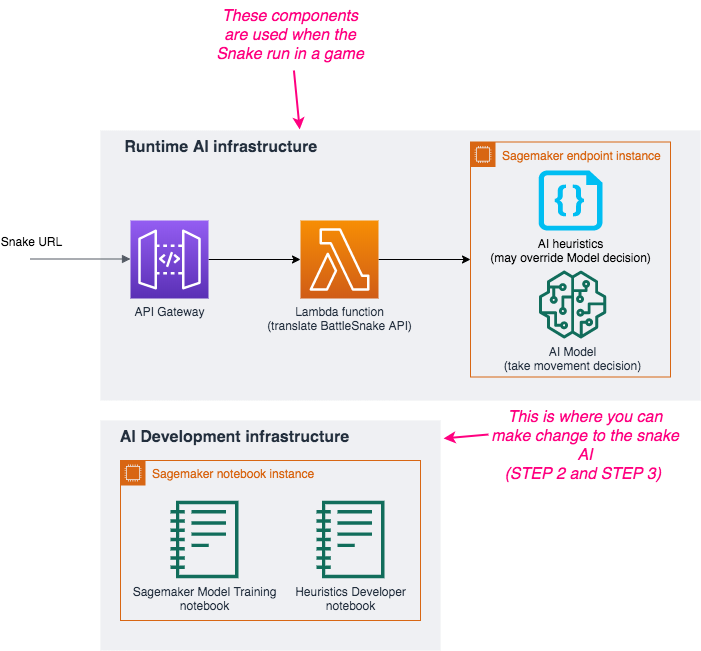 These components
are used when the
Snake run in a game
Runtime AI infrastructure
Sagemaker endpoint instance
AI heuristics
(may override Model decision)
Snake URL
API Gateway
Lambda function
(translate BattleSnake API)
AI Model
(take movement decision)
This is where you can
make change to the snake
AI
(STEP 2 and STEP 3)
AI Development infrastructure
Sagemaker notebook instance
Sagemaker Model Training
notebook
Heuristics Developer
notebook